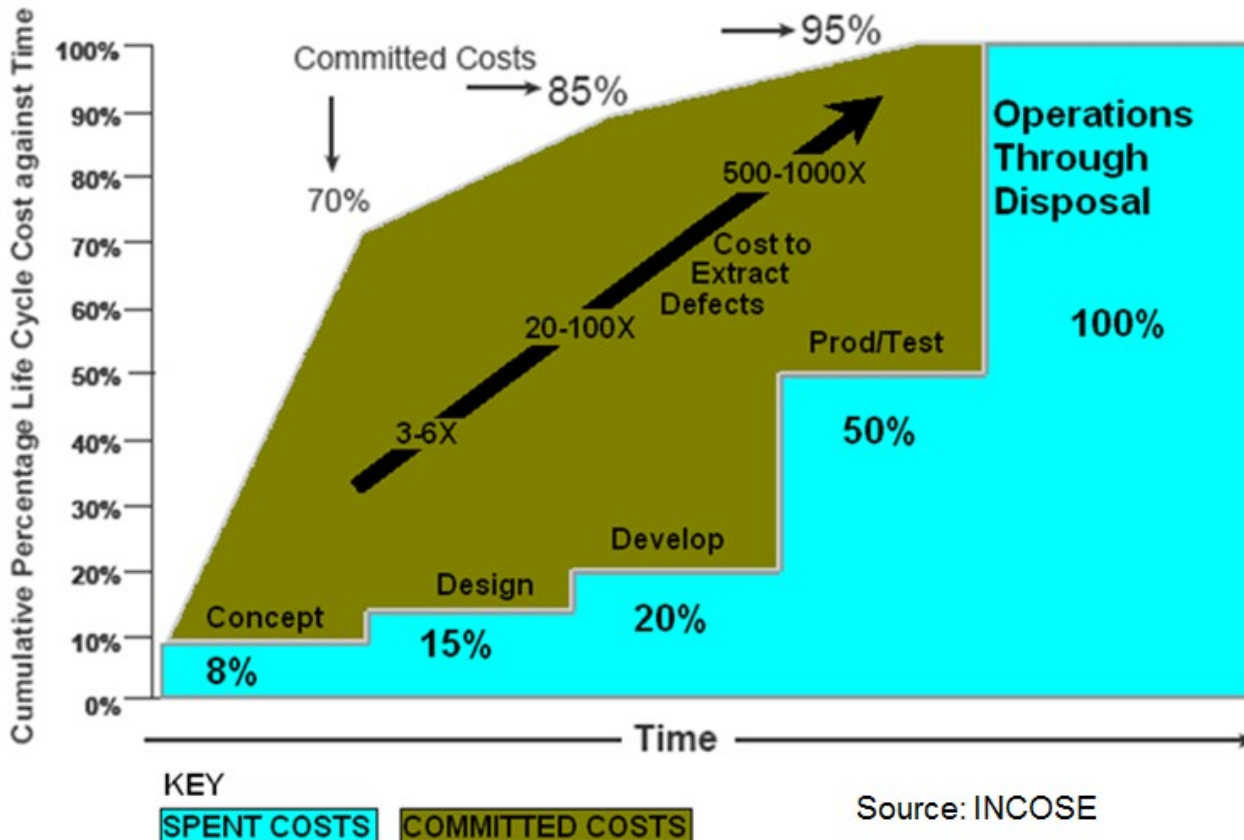 Cumulative Percentage Life Cycle Cost against Time
100%
90%
80%
70%
60%
50%
40%
30%
20%
10%
0%
Committed Costs
70%
85%
95%
3-6X
20-100X
500-1000X
Cost to
Extract
Defects
Concept
8%
Design
15%
Develop
20%
Prod/Test
50%
Operations
Through
Disposal
100%
Time
KEY
SPENT COSTS
COMMITTED COSTS
Source: INCOSE